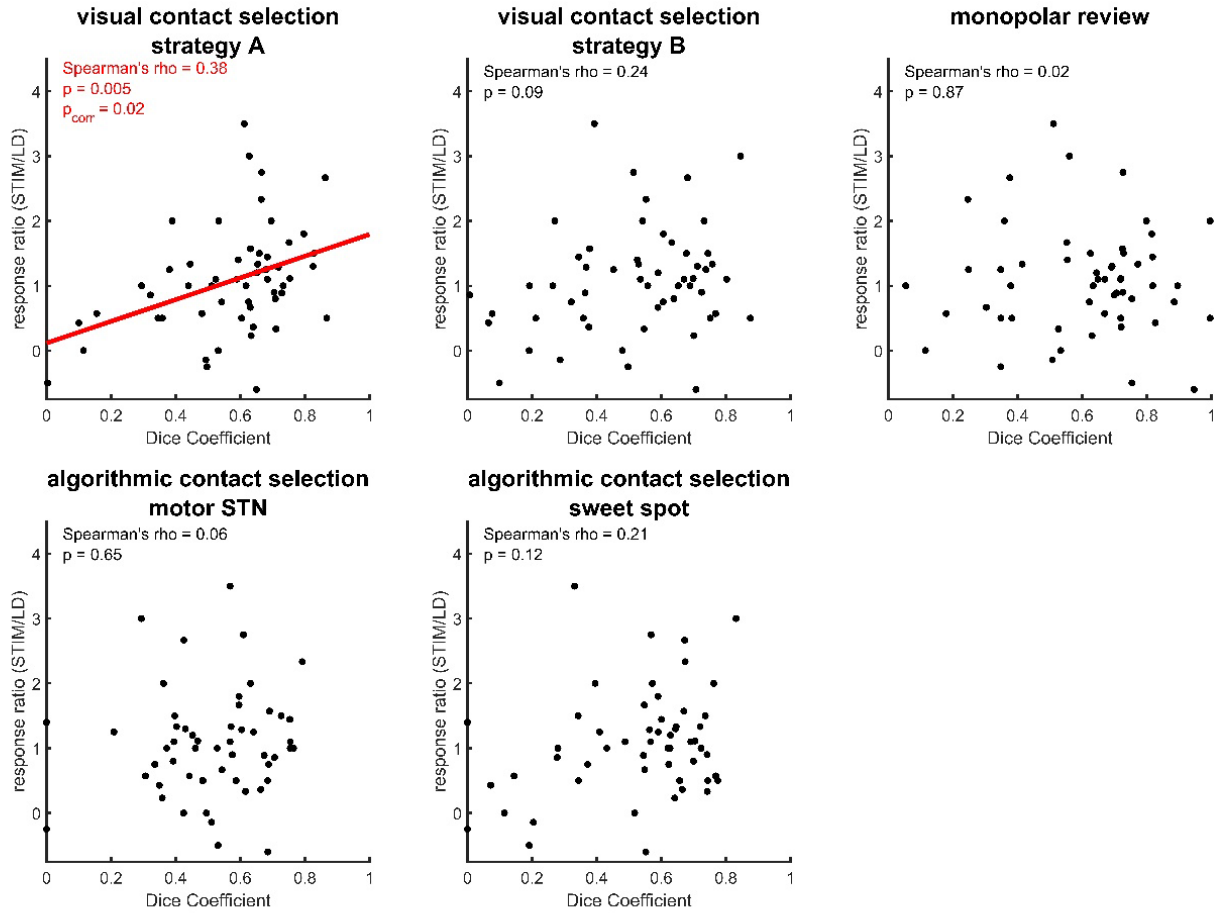 visual contact selection
strategy A
Spearman's rho = 0.38
p = 0.005
p_corr = 0.02
response ratio (STIM/LD)
4
3
2
1
0
0 0.2 0.4 0.6 0.8 1
Dice Coefficient
visual contact selection
strategy B
Spearman's rho = 0.24
p = 0.09
response ratio (STIM/LD)
4
3
2
1
0
0 0.2 0.4 0.6 0.8 1
Dice Coefficient
monopolar review
Spearman's rho = 0.02
p = 0.87
response ratio (STIM/LD)
4
3
2
1
0
0 0.2 0.4 0.6 0.8 1
Dice Coefficient
algorithmic contact selection
motor STN
Spearman's rho = 0.06
p = 0.65
response ratio (STIM/LD)
4
3
2
1
0
0 0.2 0.4 0.6 0.8 1
Dice Coefficient
algorithmic contact selection
sweet spot
Spearman's rho = 0.21
p = 0.12
response ratio (STIM/LD)
4
3
2
1
0
0 0.2 0.4 0.6 0.8 1
Dice Coefficient